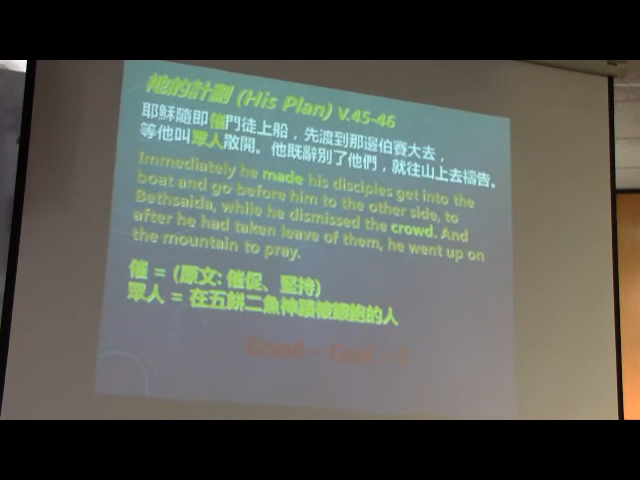 祂的計劃 (His Plan) V.45-46
耶穌隨即催門徒上船，先渡到那邊伯賽大去，
等他叫眾人散開。他既辭別了他們，就往山上去禱告。
Immediately he made his disciples get into the
boat and go before him to the other side, to
Bethsaida, while he dismissed the crowd. And
after he had taken leave of them, he went up on
the mountain to pray.
催 = (原文: 催促、堅持)
眾人 = 在五餅二魚神蹟被餵飽的人
Good - God =